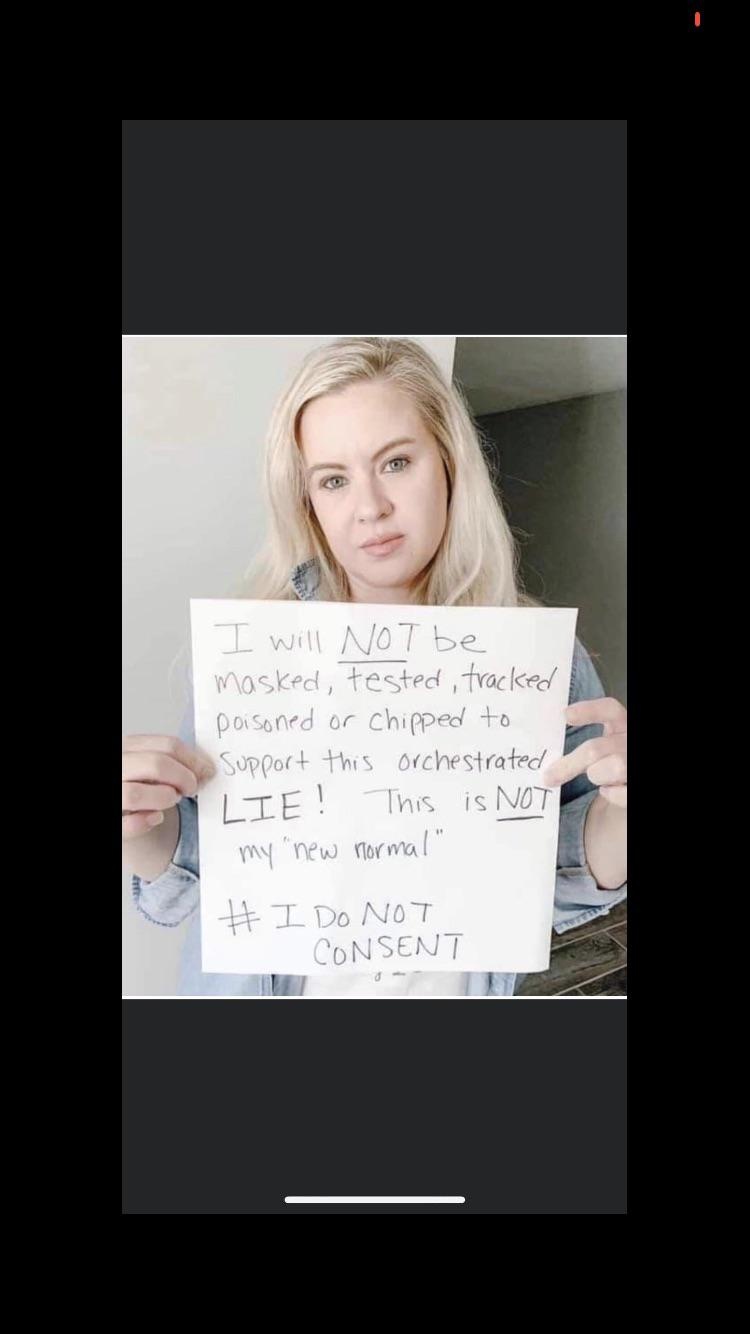 I will NOT be
masked, tested, tracked
poisoned or chipped to
support this orchestrated
LIE! This is NOT
my "new normal"
# I DO NOT
CONSENT